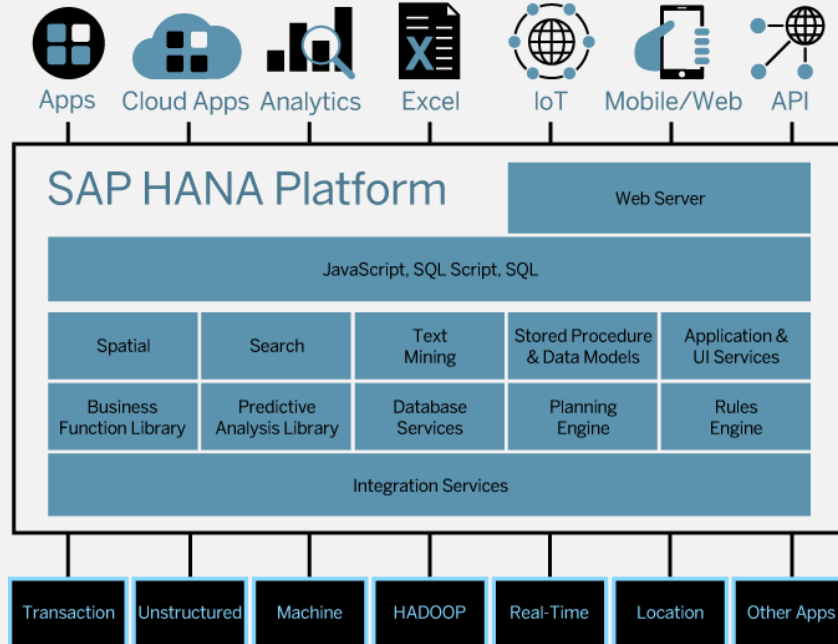 Apps Cloud Apps Analytics Excel IoT Mobile/Web API
SAP HANA Platform
Web Server
JavaScript, SQL Script, SQL
Spatial
Search
Text
Mining
Stored Procedure
& Data Models
Application &
UI Services
Business
Function Library
Predictive
Analysis Library
Database
Services
Planning
Engine
Rules
Engine
Integration Services
Transaction Unstructured Machine HADOOP Real-Time Location Other Apps